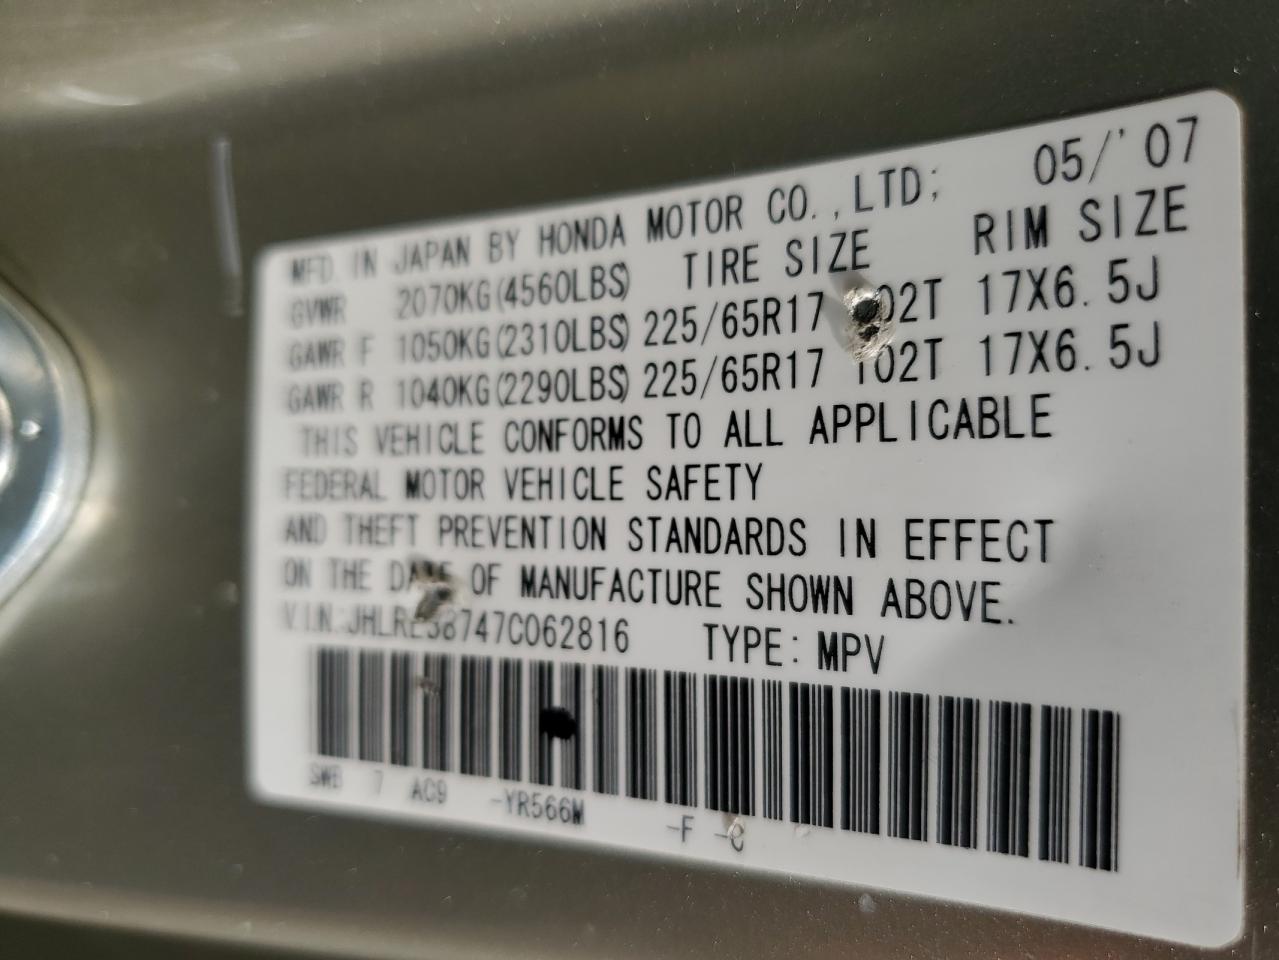 MFD. IN JAPAN BY HONDA MOTOR CO.,LTD; 05/'07
GVWR 2070KG(4560LBS) TIRE SIZE RIM SIZE
GAWR F 1050KG(2310LBS) 225/65R17 102T 17X6.5J
GAWR R 1040KG(2290LBS) 225/65R17 102T 17X6.5J
THIS VEHICLE CONFORMS TO ALL APPLICABLE
FEDERAL MOTOR VEHICLE SAFETY
AND THEFT PREVENTION STANDARDS IN EFFECT
ON THE DATE OF MANUFACTURE SHOWN ABOVE.
V.I.N: JHLRE38747C062816 TYPE: MPV
SWB 7 AC9 -YR566M -F -C